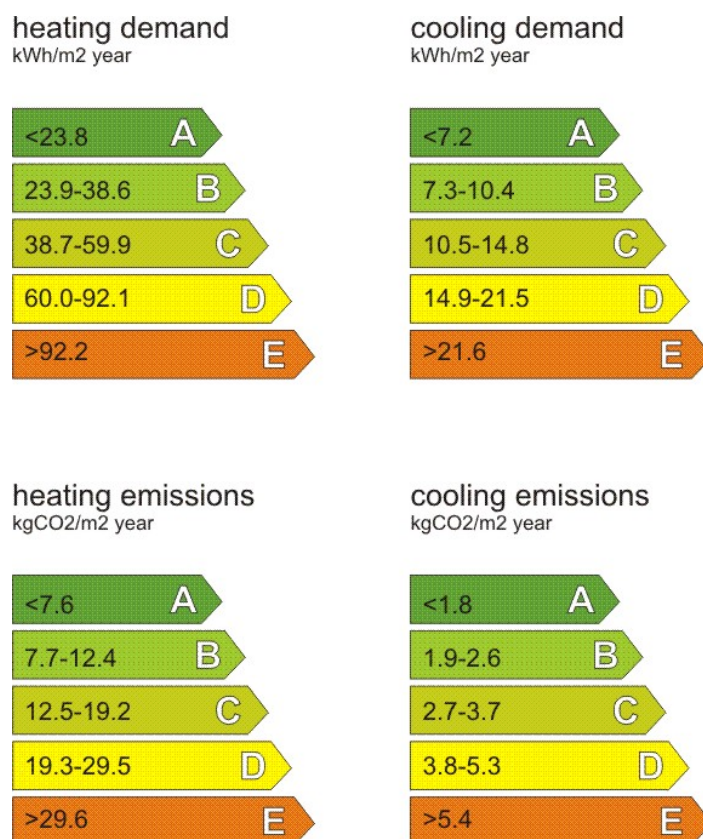 heating demand
kWh/m2 year
<23.8 A
23.9-38.6 B
38.7-59.9 C
60.0-92.1 D
>92.2 E
cooling demand
kWh/m2 year
<7.2 A
7.3-10.4 B
10.5-14.8 C
14.9-21.5 D
>21.6 E
heating emissions
kgCO2/m2 year
<7.6 A
7.7-12.4 B
12.5-19.2 C
19.3-29.5 D
>29.6 E
cooling emissions
kgCO2/m2 year
<1.8 A
1.9-2.6 B
2.7-3.7 C
3.8-5.3 D
>5.4 E